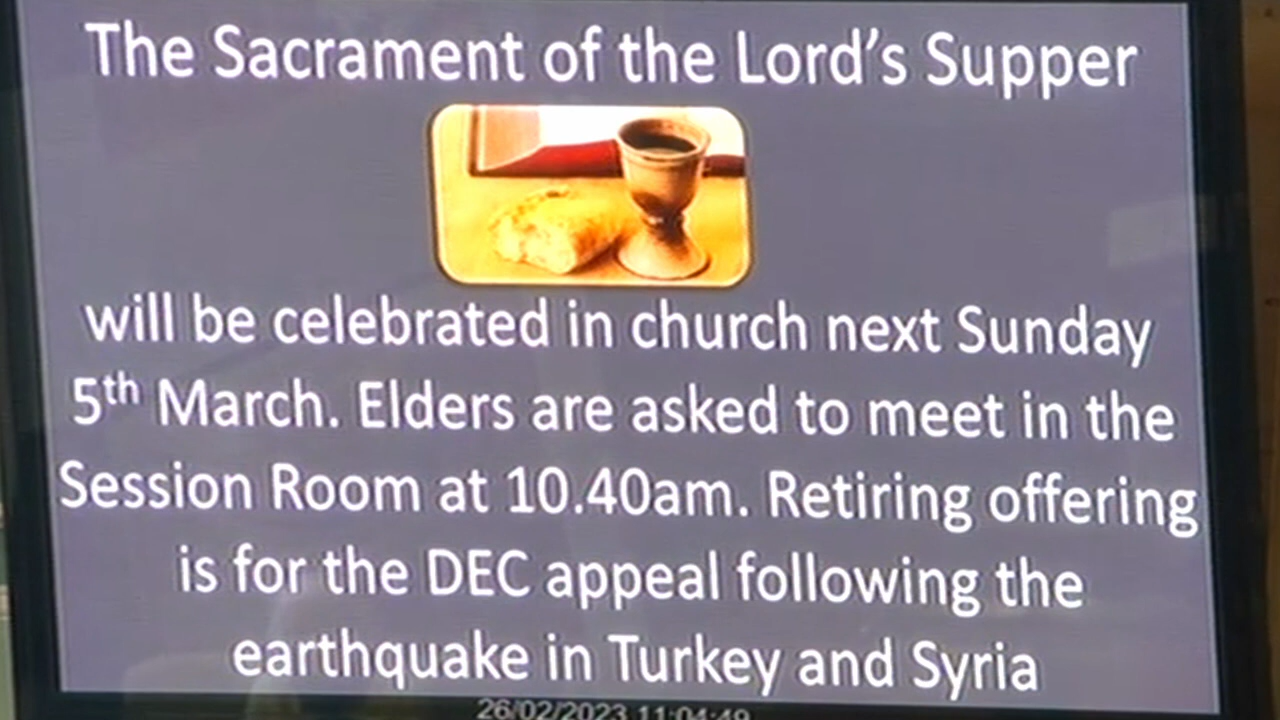 The Sacrament of the Lord's Supper
will be celebrated in church next Sunday
5th March. Elders are asked to meet in the
Session Room at 10.40am. Retiring offering
is for the DEC appeal following the
earthquake in Turkey and Syria
26/02/2023 11:04:49